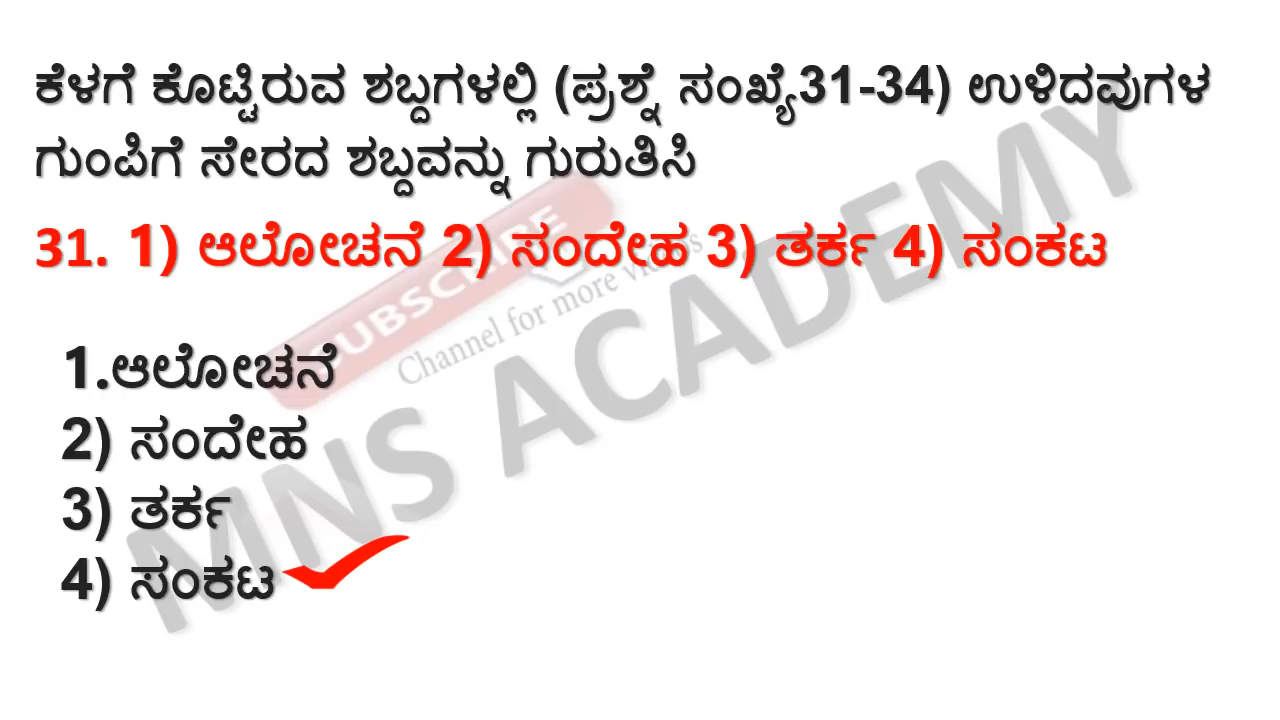 ಕೆಳಗೆ ಕೊಟ್ಟಿರುವ ಶಬ್ದಗಳಲ್ಲಿ (ಪ್ರಶ್ನೆ ಸಂಖ್ಯೆ31-34) ಉಳಿದವುಗಳ
ಗುಂಪಿಗೆ ಸೇರದ ಶಬ್ದವನ್ನು ಗುರುತಿಸಿ
31. 1) ಆಲೋಚನೆ 2) ಸಂದೇಹ 3) ತರ್ಕ 4) ಸಂಕಟ
SUBSCRIBE
Channel for more videos
MNS ACADEMY
1.ಆಲೋಚನೆ
2) ಸಂದೇಹ
3) ತರ್ಕ
4) ಸಂಕಟ